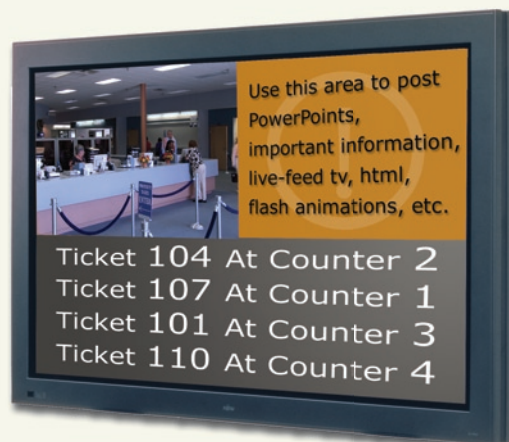 Use this area to post
PowerPoints,
important information,
live-feed tv, html,
flash animations, etc.
Ticket 104 At Counter 2
Ticket 107 At Counter 1
Ticket 101 At Counter 3
Ticket 110 At Counter 4